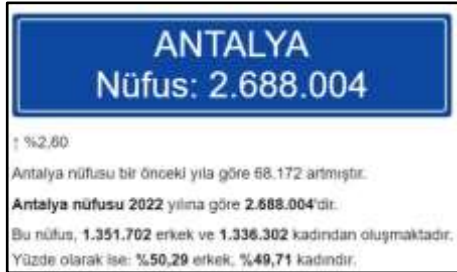 ANTALYA
Nüfus: 2.688.004
↑ %2,60
Antalya nüfusu bir önceki yıla göre 68.172 artmıştır.
Antalya nüfusu 2022 yılına göre 2.688.004'dir.
Bu nüfus, 1.351.702 erkek ve 1.336.302 kadından oluşmaktadır.
Yüzde olarak ise: %50,29 erkek, %49,71 kadındır.